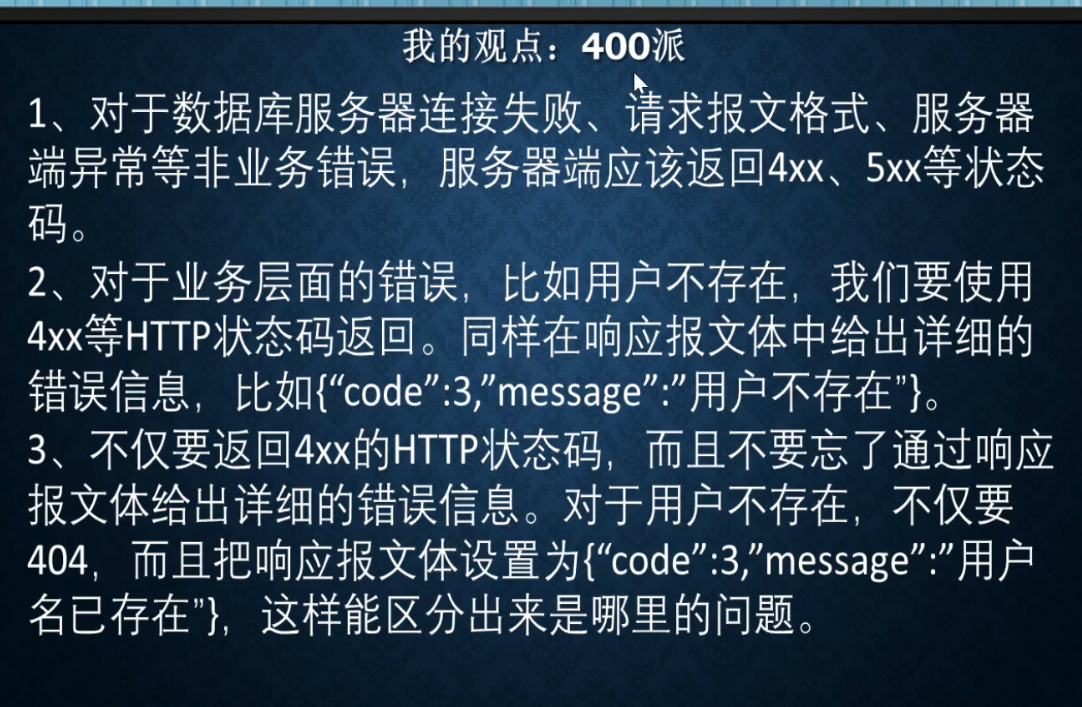 我的观点：400派
1、对于数据库服务器连接失败、请求报文格式、服务器
端异常等非业务错误，服务器端应该返回4xx、5xx等状态
码。
2、对于业务层面的错误，比如用户不存在，我们要使用
4xx等HTTP状态码返回。同样在响应报文体中给出详细的
错误信息，比如{“code”:3,”message”:”用户不存在”}。
3、不仅要返回4xx的HTTP状态码，而且不要忘了通过响应
报文体给出详细的错误信息。对于用户不存在，不仅要
404，而且把响应报文体设置为{“code”:3,”message”:”用户
名已存在”}，这样能区分出来是哪里的问题。